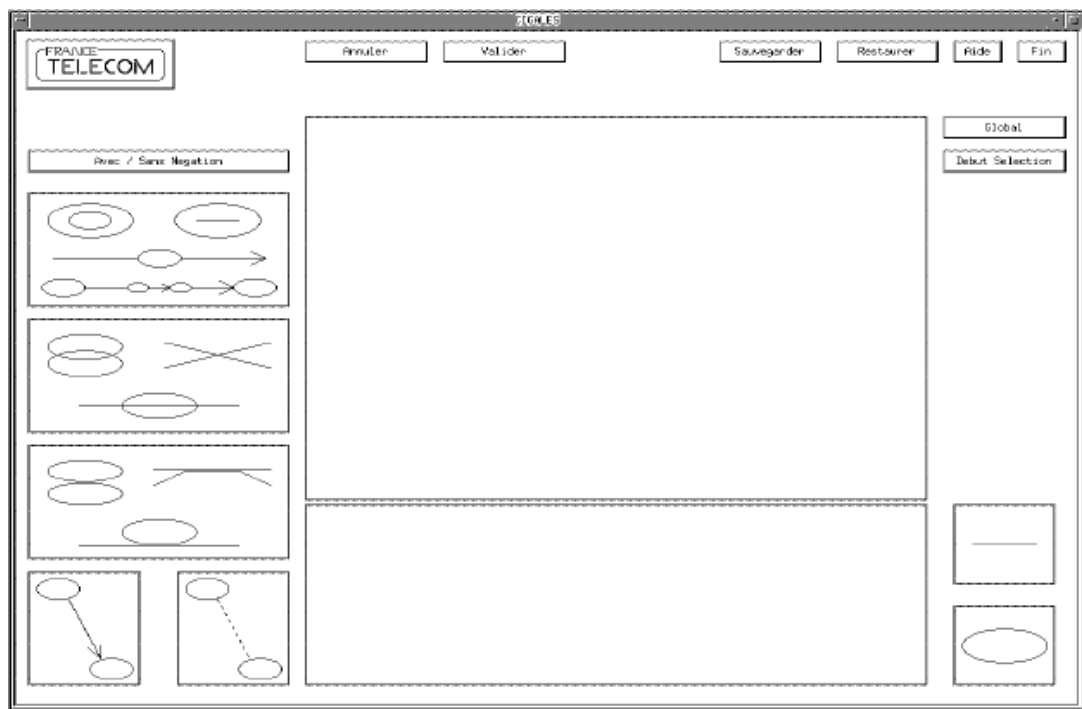 CIGALES
FRANCE
TELECOM
Annuler
Valider
Sauvegarder
Restaurer
Aide
Fin
Global
Avec / Sans Negation
Debut Selection